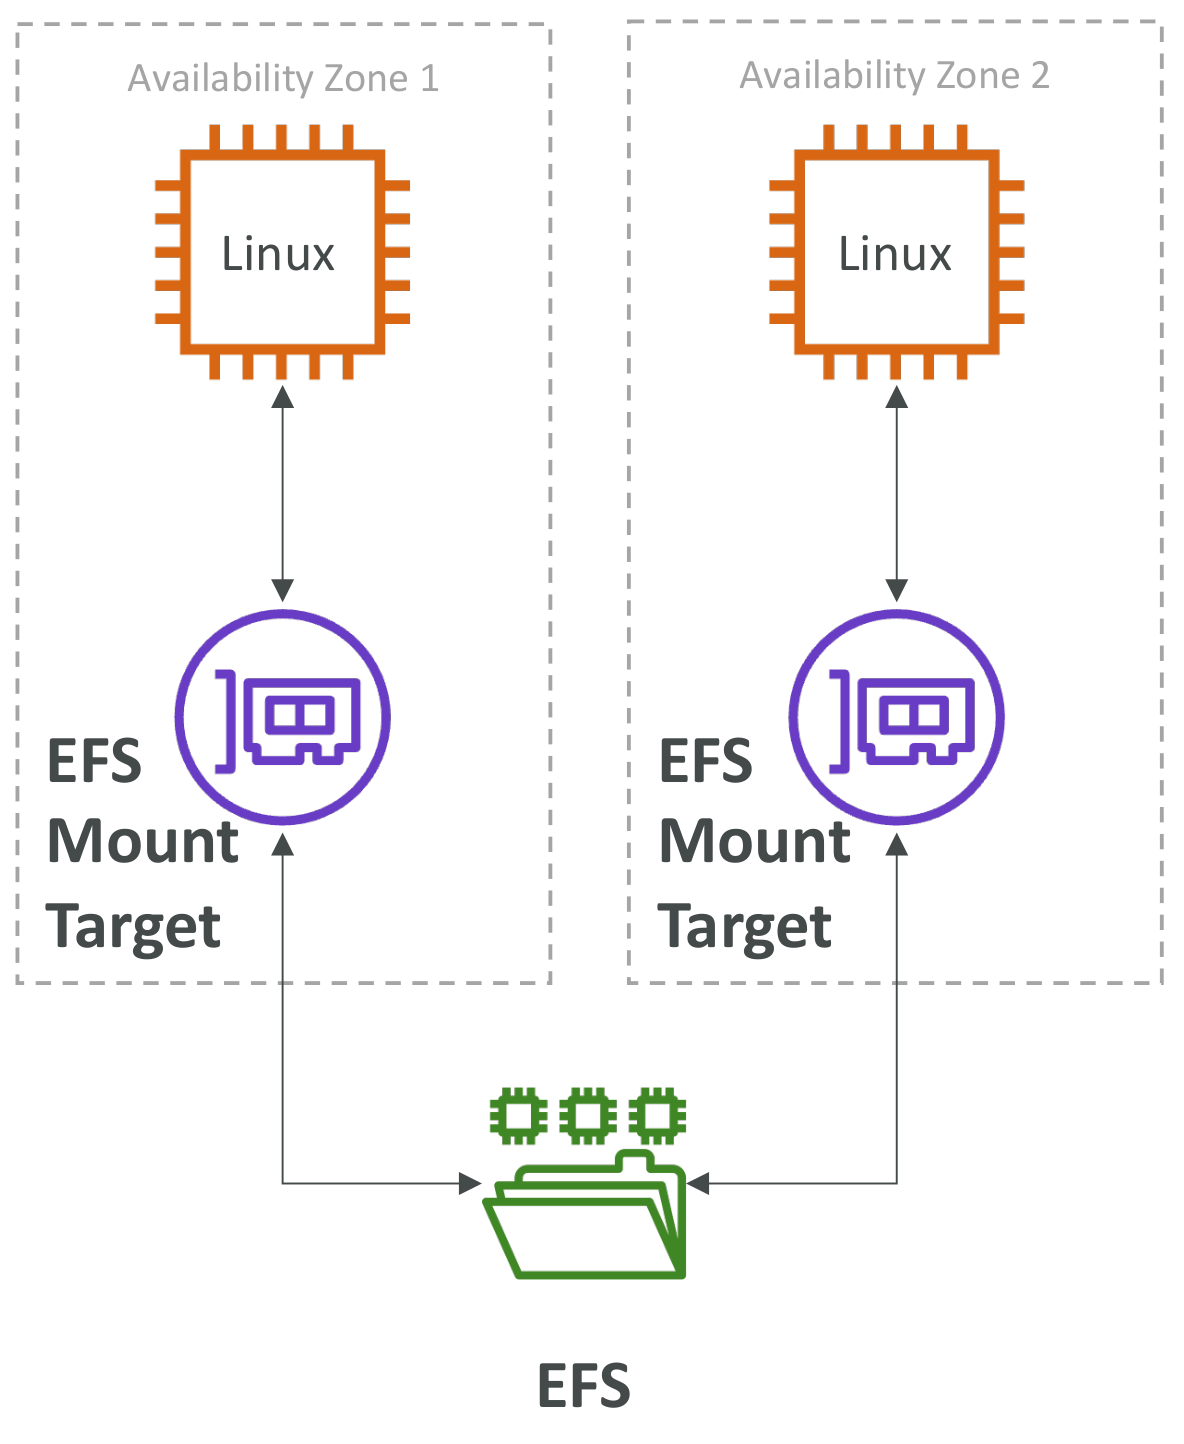 Availability Zone 1
Linux
EFS
Mount
Target
Availability Zone 2
Linux
EFS
Mount
Target
EFS